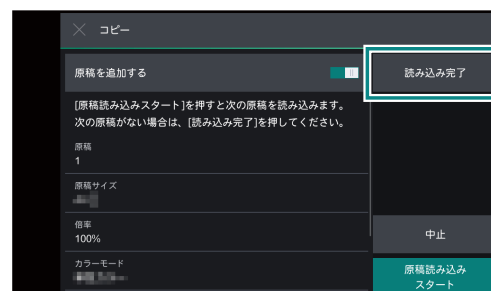 コピー
原稿を追加する
読み込み完了
[原稿読み込みスタート]を押すと次の原稿を読み込みます。
次の原稿がない場合は、[読み込み完了]を押してください。
原稿
1
原稿サイズ
倍率
100%
カラーモード
中止
原稿読み込み
スタート